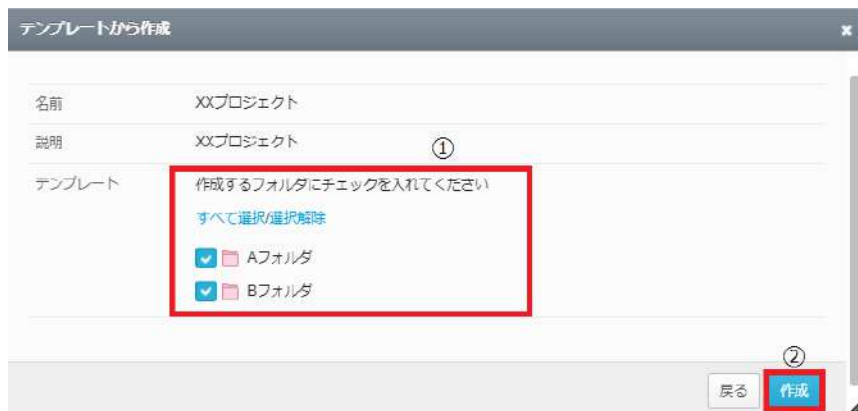 テンプレートから作成
×
名前 XXプロジェクト
説明 XXプロジェクト
①
テンプレート 作成するフォルダにチェックを入れてください
すべて選択/選択解除
Aフォルダ
Bフォルダ
②
戻る 作成